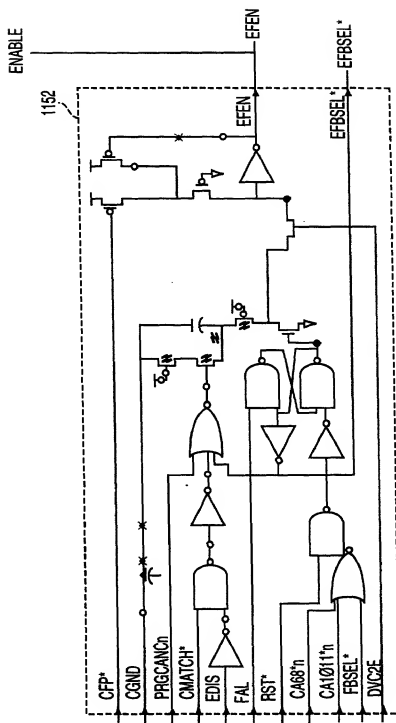 ENABLE
1152
EFEN
EFEN
EFBSEL*
EFBSEL*
CFP*
CGND
PRGCANCn
CMATCH*
EDIS
FAL
RST*
CA68*n
CA1011*n
FBSEL*
DVC2E